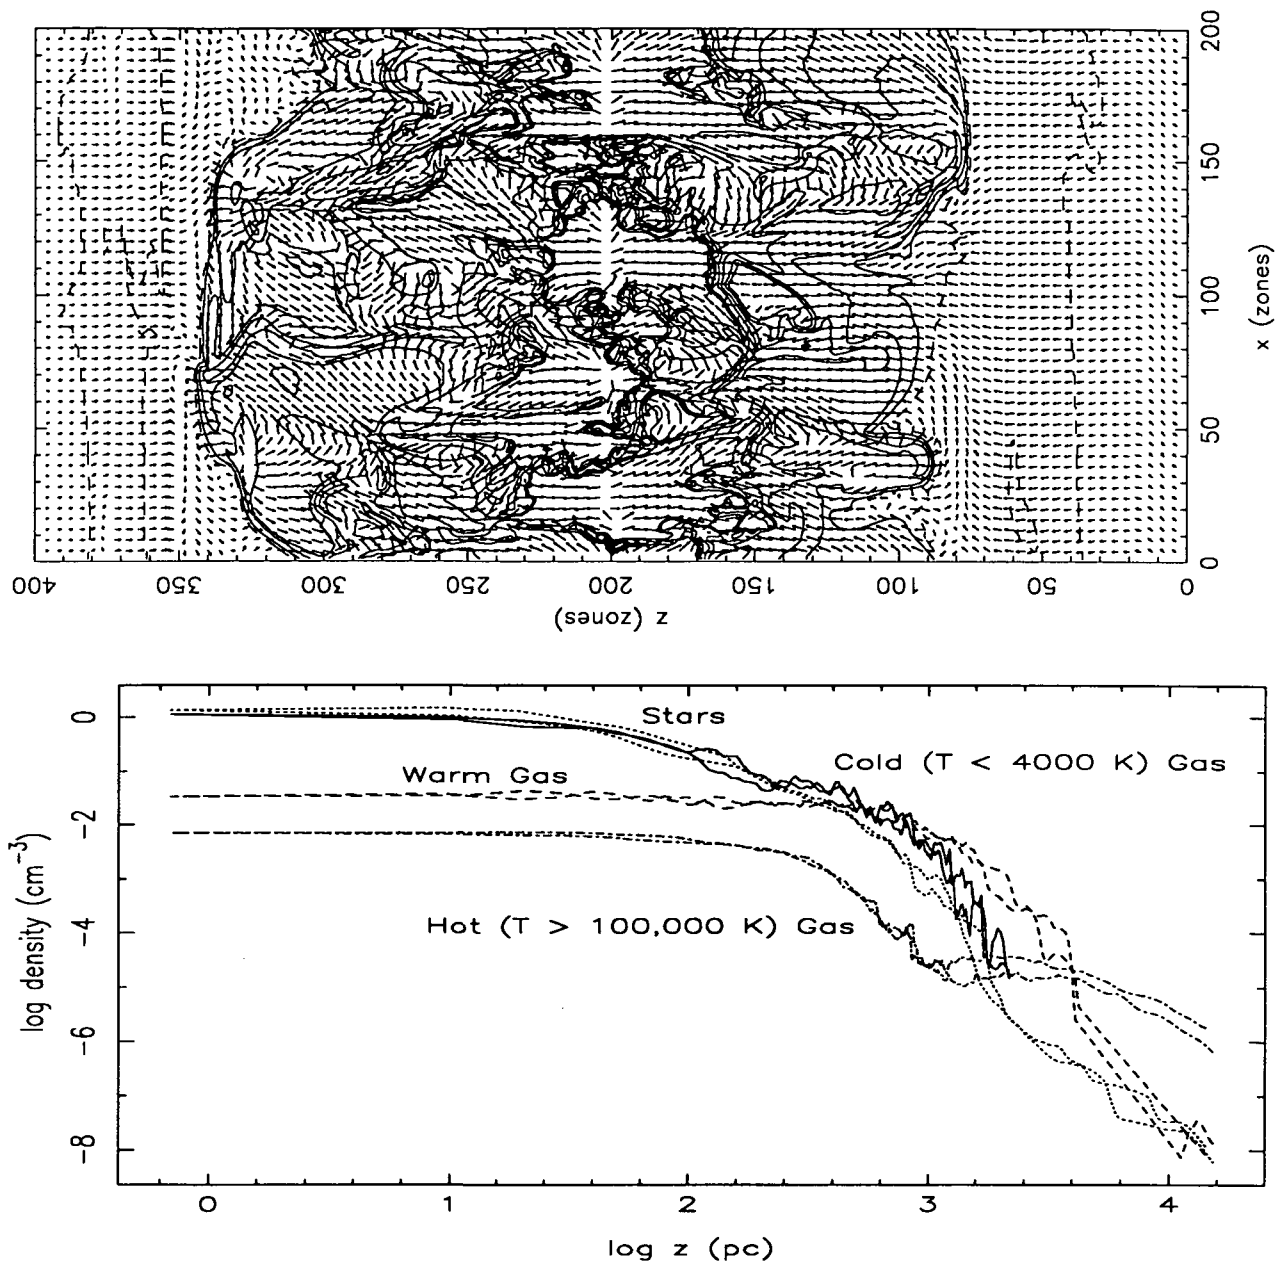 200
150
100
50
0
x (zones)
400
350
300
250
200
150
100
50
0
z (zones)
Stars
Cold (T < 4000 K) Gas
Warm Gas
Hot (T > 100,000 K) Gas
0
−2
−4
−6
−8
log density (cm⁻³)
0 1 2 3 4
log z (pc)